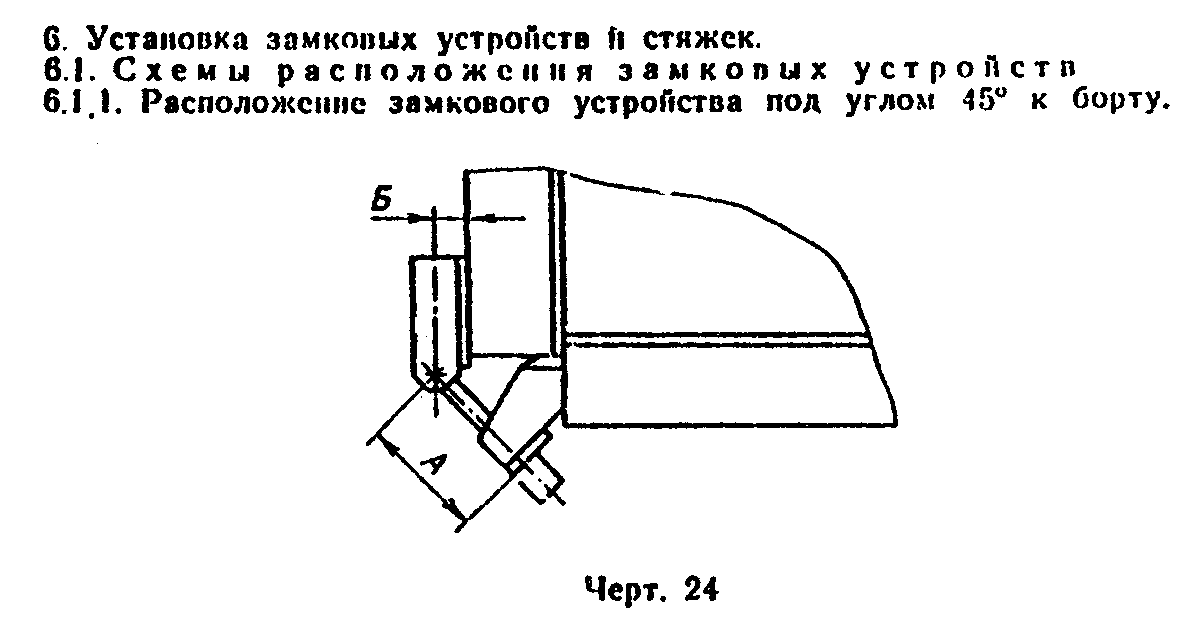 6. Установка замковых устройств и стяжек.
6.1. Схемы расположения замковых устройств
6.1.1. Расположение замкового устройства под углом 45° к борту.
Б
А
Черт. 24